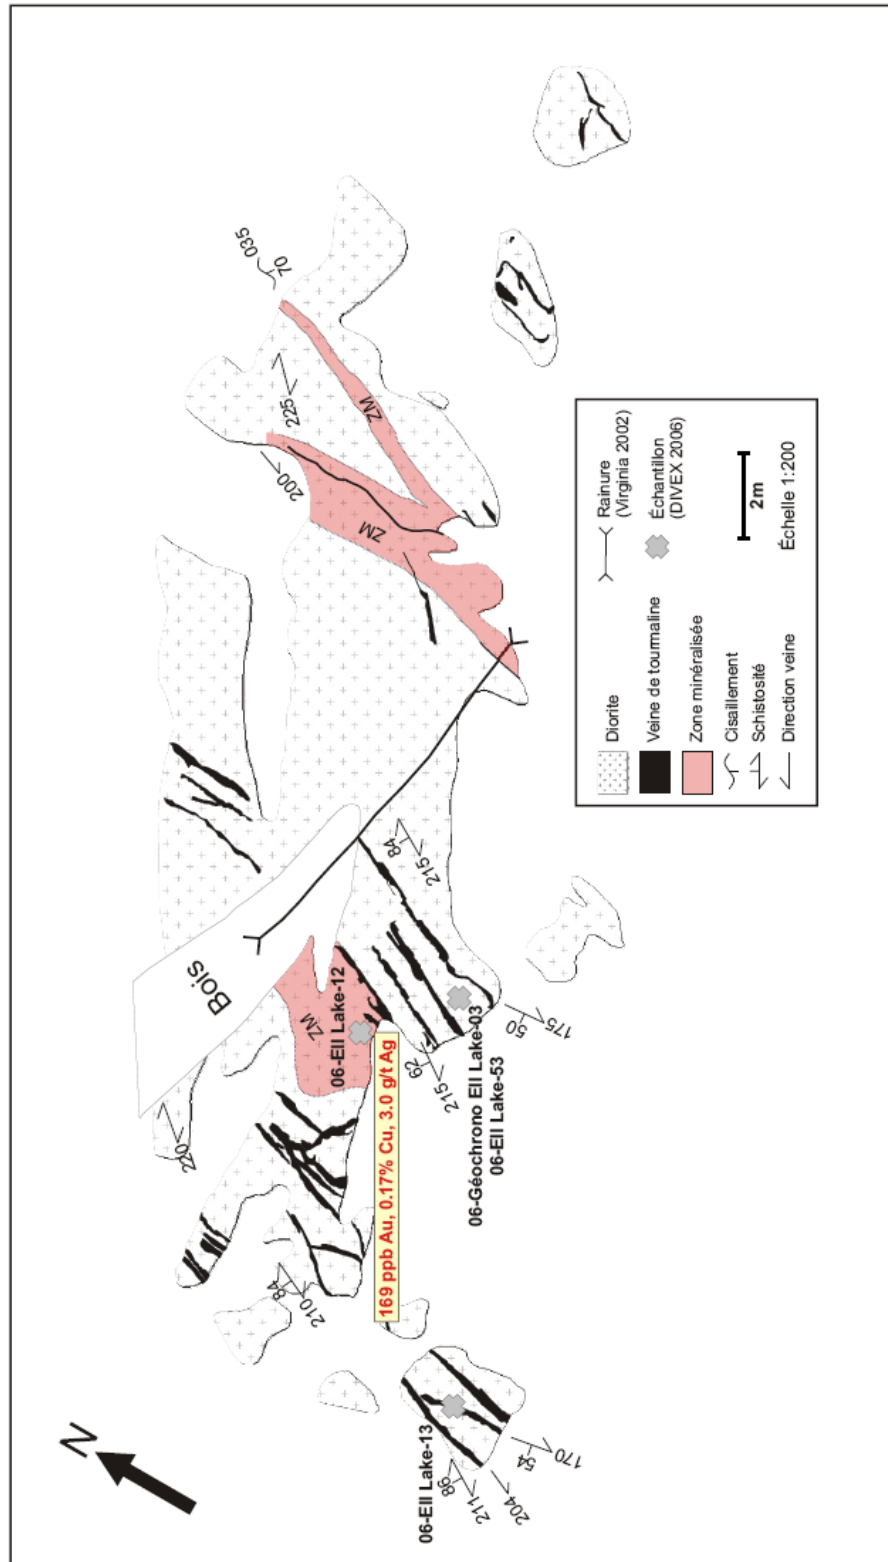 N
Bois
ZM
ZM
ZM
70
035
225
200
220
84
210
84
215
62
215
50
175
86
211
204
54
170
06-Ell Lake-12
169 ppb Au, 0.17% Cu, 3.0 g/t Ag
06-Géochrono Ell Lake-03
06-Ell Lake-53
06-Ell Lake-13
Diorite
Veine de tourmaline
Zone minéralisée
Cisaillement
Schistosité
Direction veine
Rainure
(Virginia 2002)
Échantillon
(DIVEX 2006)
2m
Échelle 1:200